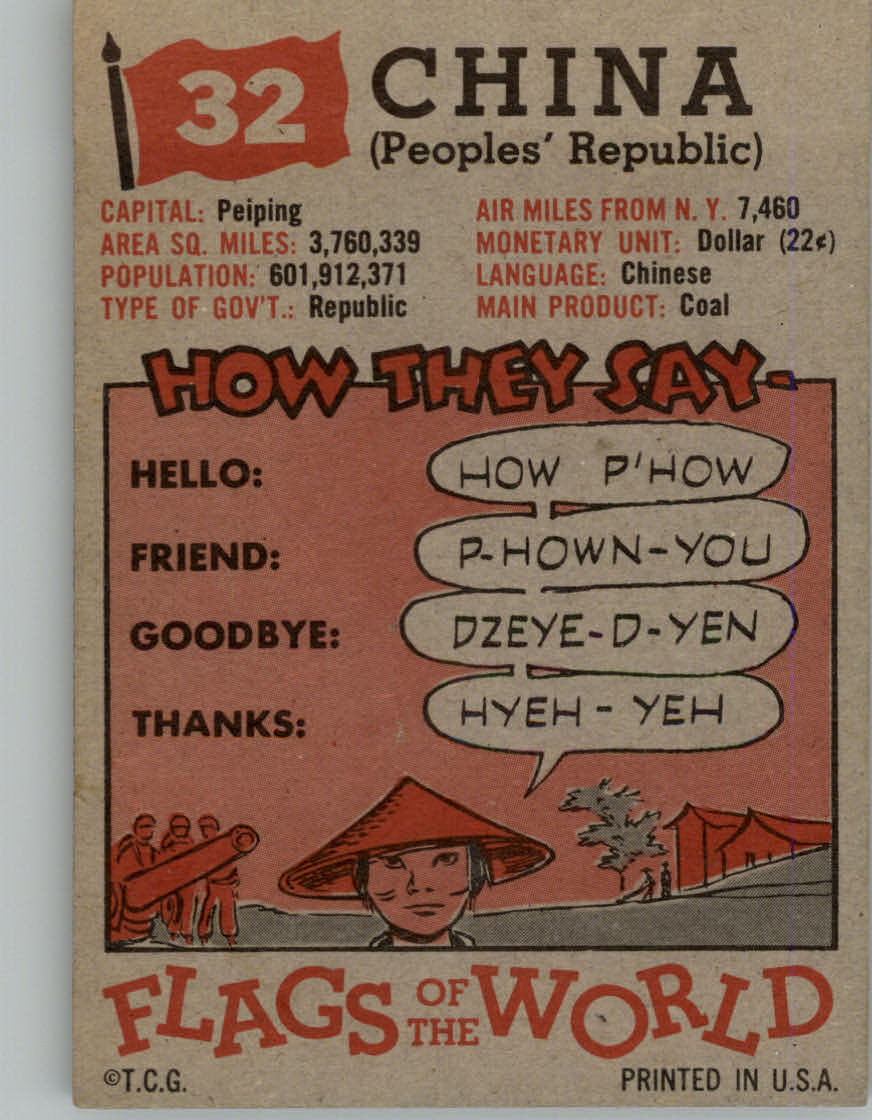 32
CHINA
(Peoples' Republic)
CAPITAL: Peiping
AREA SQ. MILES: 3,760,339
POPULATION: 601,912,371
TYPE OF GOV'T.: Republic
AIR MILES FROM N. Y. 7,460
MONETARY UNIT: Dollar (22¢)
LANGUAGE: Chinese
MAIN PRODUCT: Coal
HOW THEY SAY-
HELLO: HOW P'HOW
FRIEND: P-HOWN-YOU
GOODBYE: DZEYE-D-YEN
THANKS: HYEH - YEH
FLAGS OF THE WORLD
©T.C.G. PRINTED IN U.S.A.